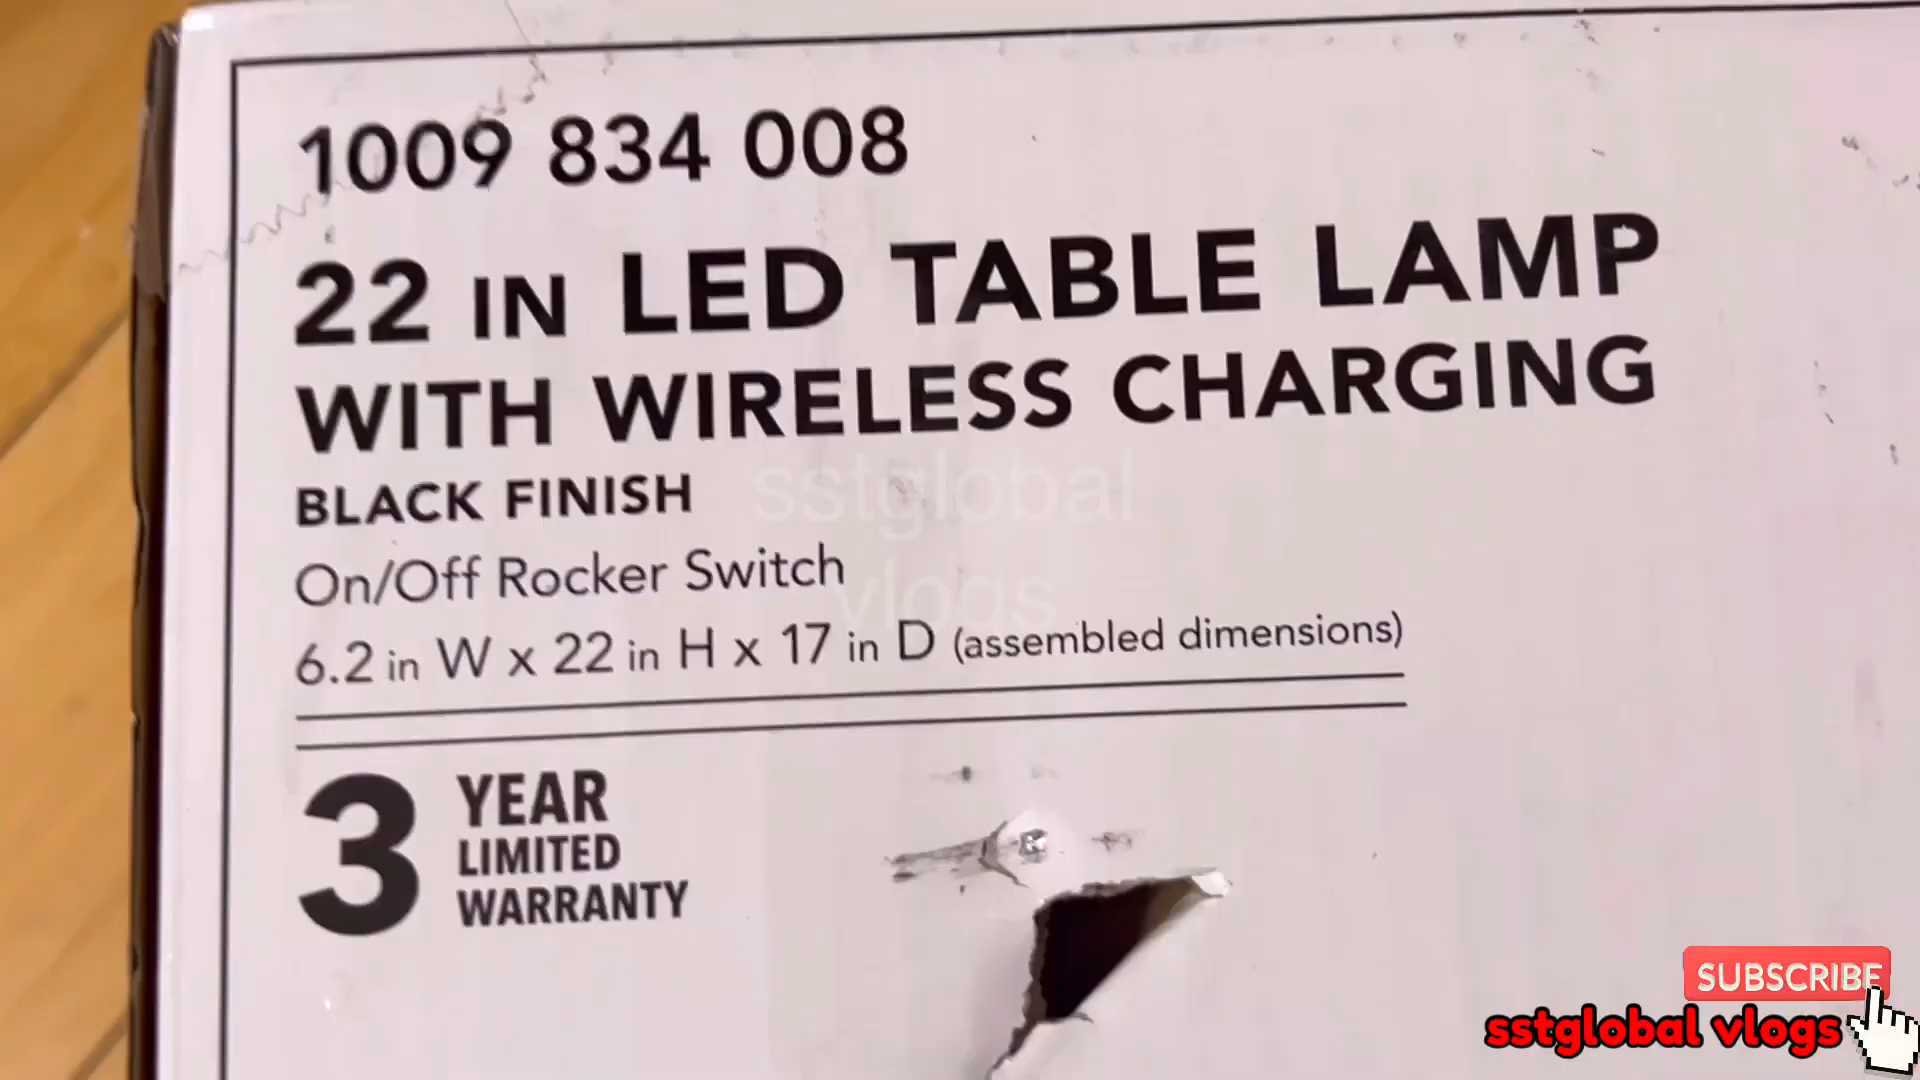 1009 834 008
22 IN LED TABLE LAMP
WITH WIRELESS CHARGING
BLACK FINISH
sstglobal
On/Off Rocker Switch
vlogs
6.2 in W x 22 in H x 17 in D (assembled dimensions)
3 YEAR
LIMITED
WARRANTY
SUBSCRIBE
sstglobal vlogs